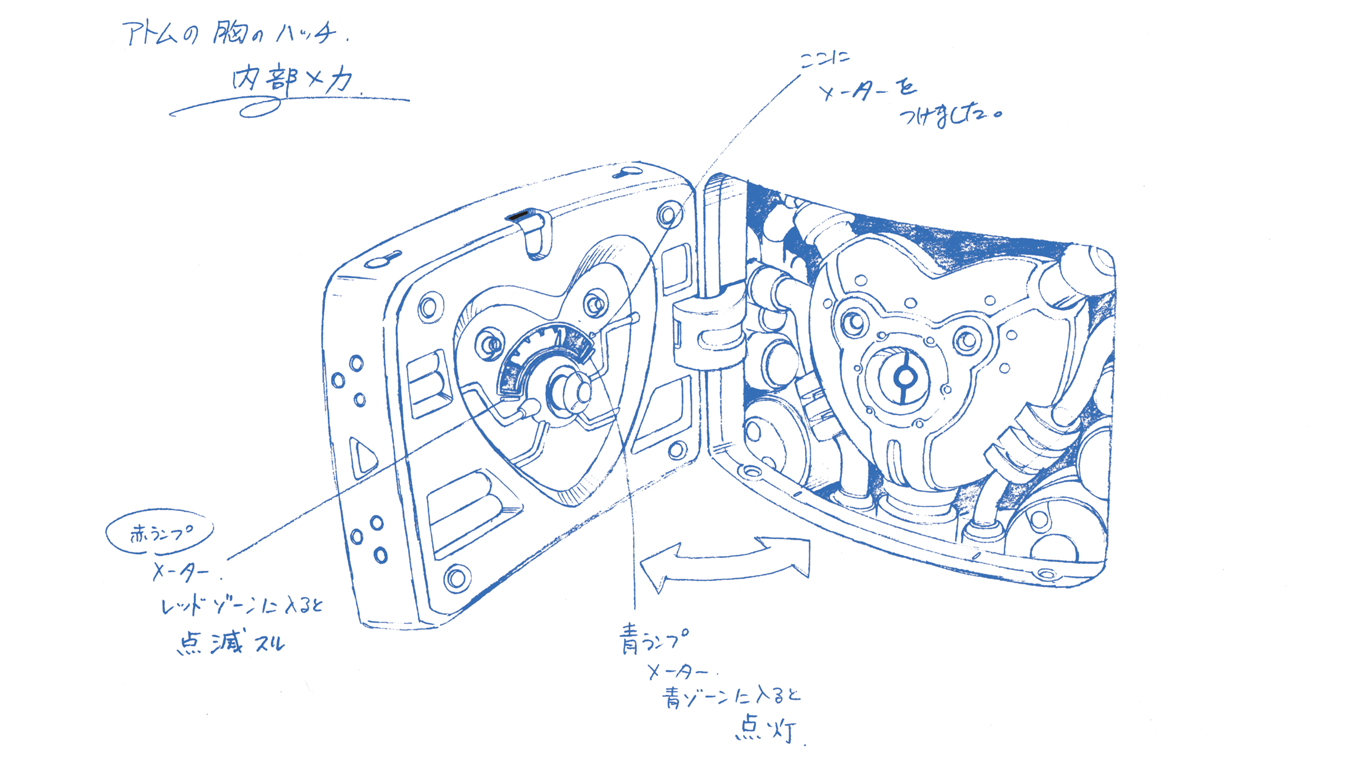 アトムの胸のハッチ.
内部メカ.
ここに
メーターを
つけました。
赤ランプ
メーター.
レッドゾーンに入ると
点滅スル
青ランプ
メーター.
青ゾーンに入ると
点灯.